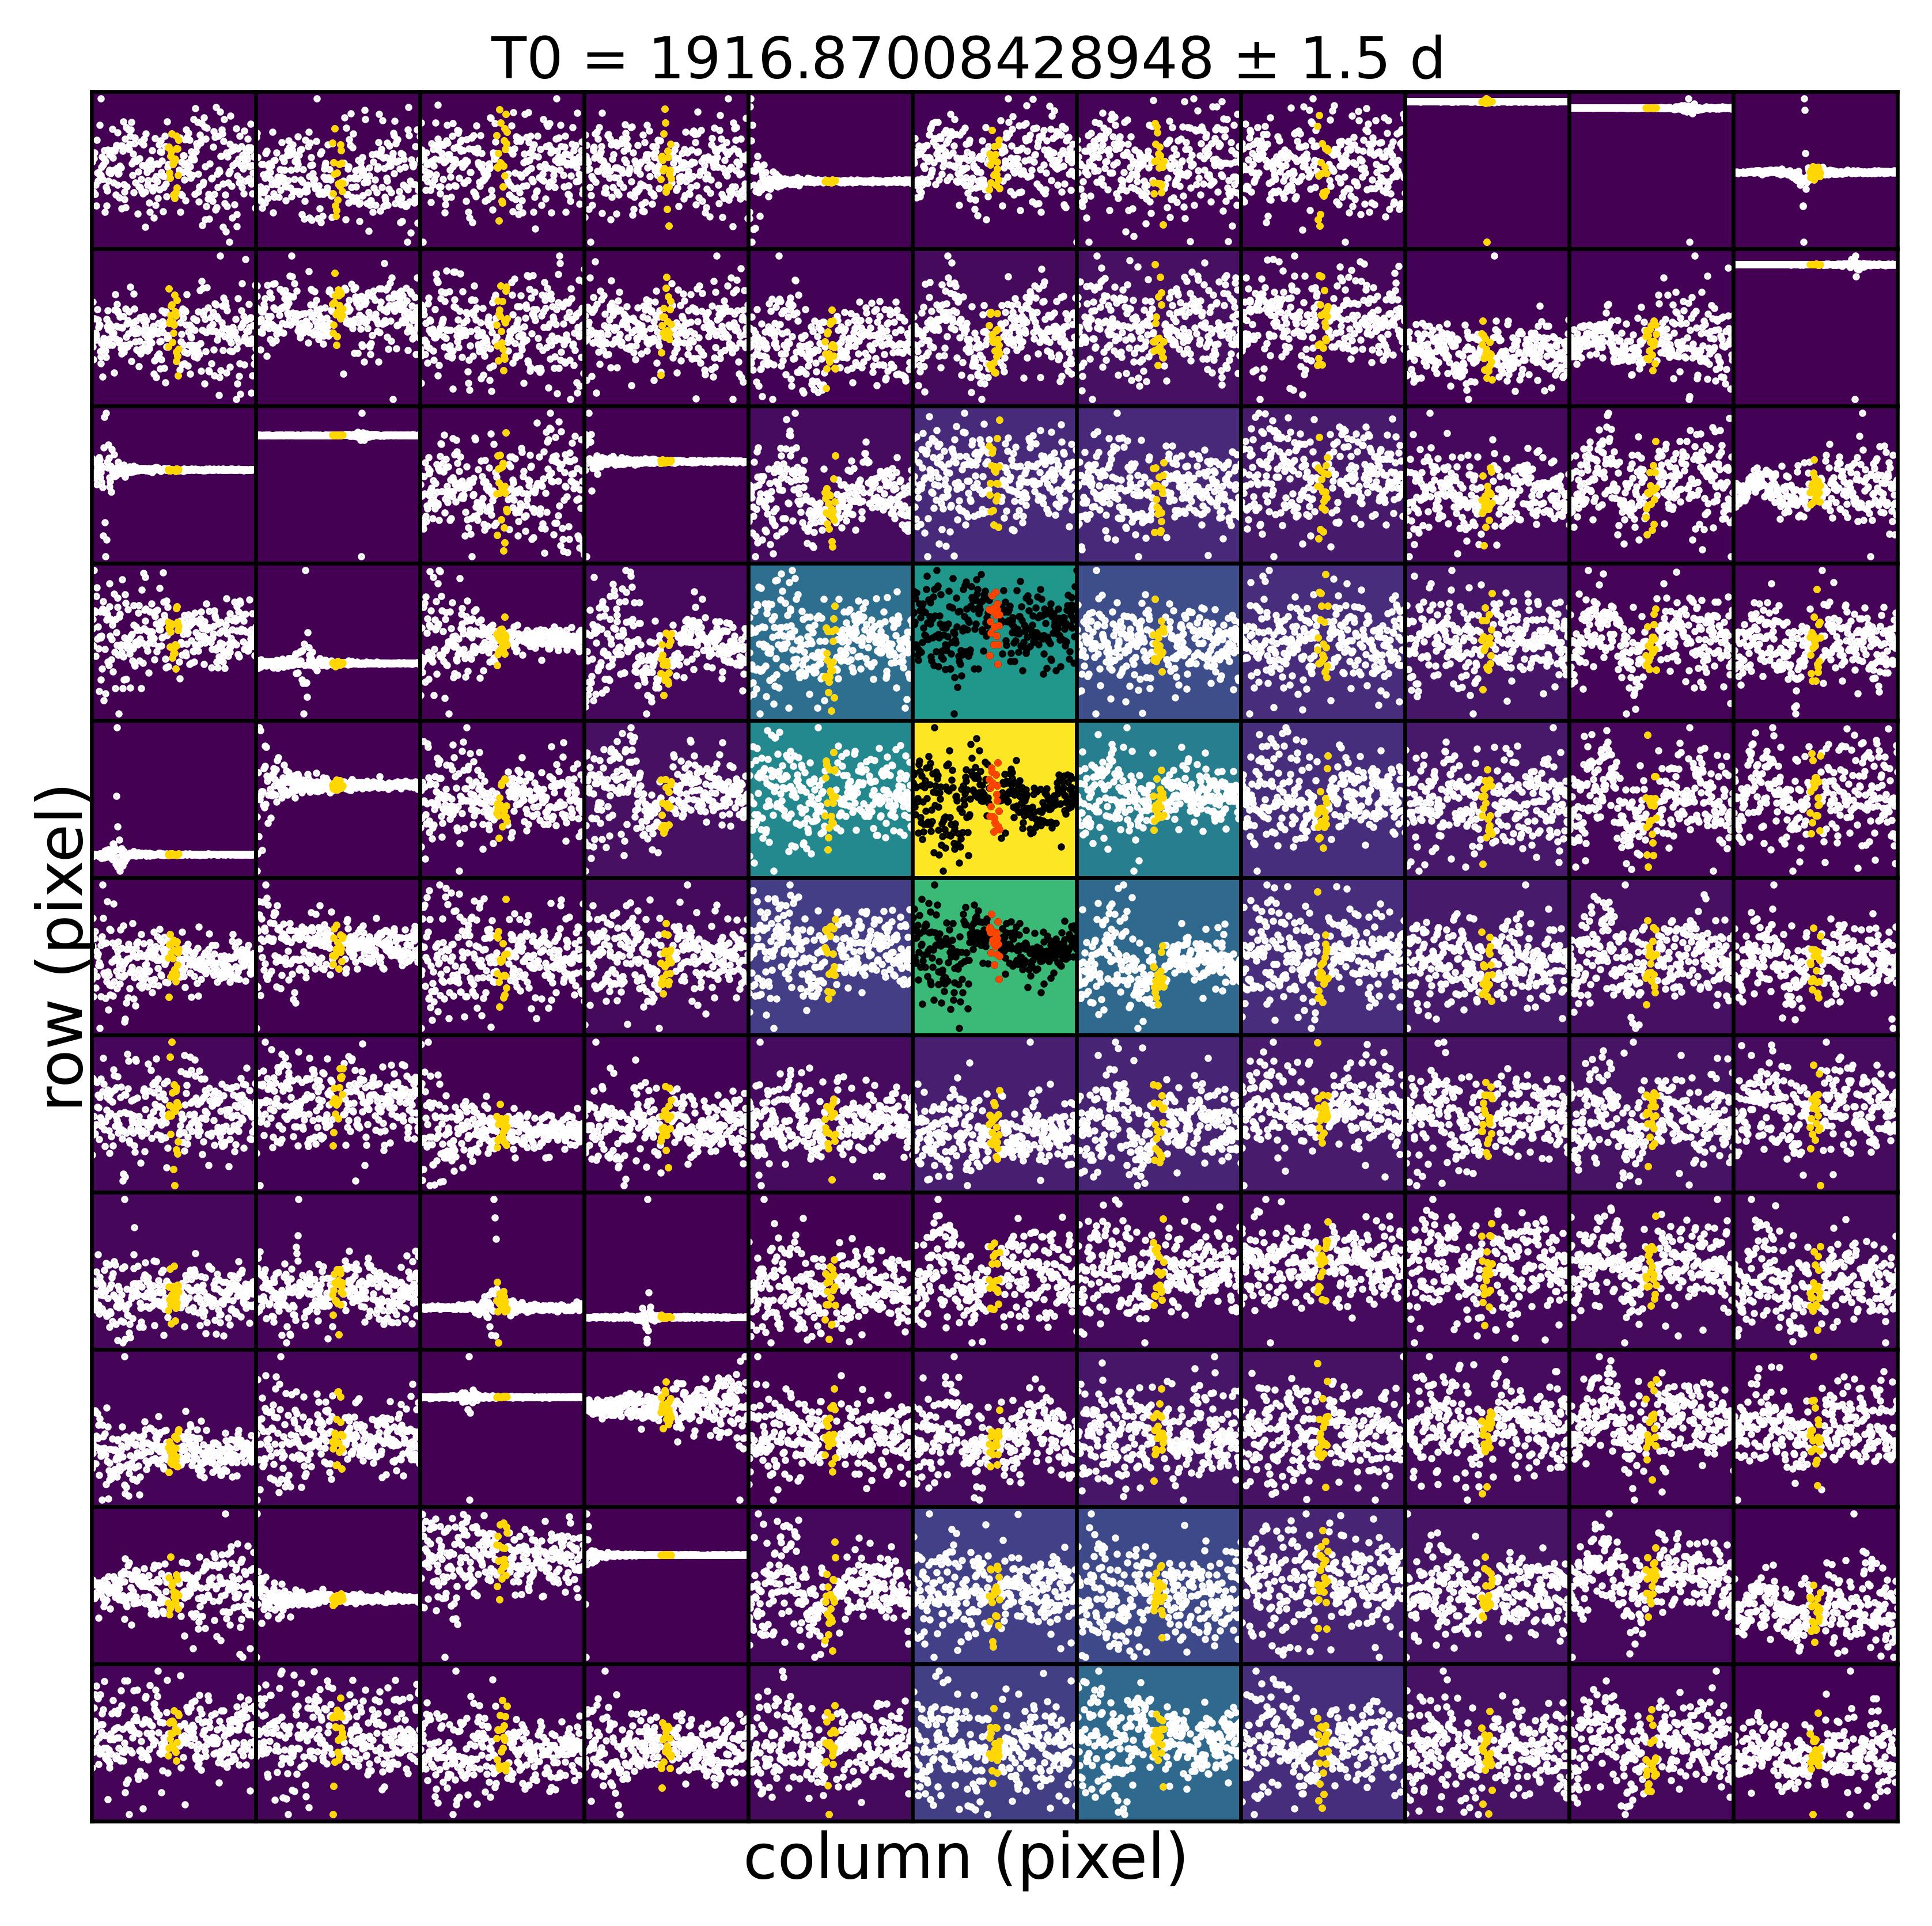 T0 = 1916.87008428948 ± 1.5 d
row (pixel)
column (pixel)